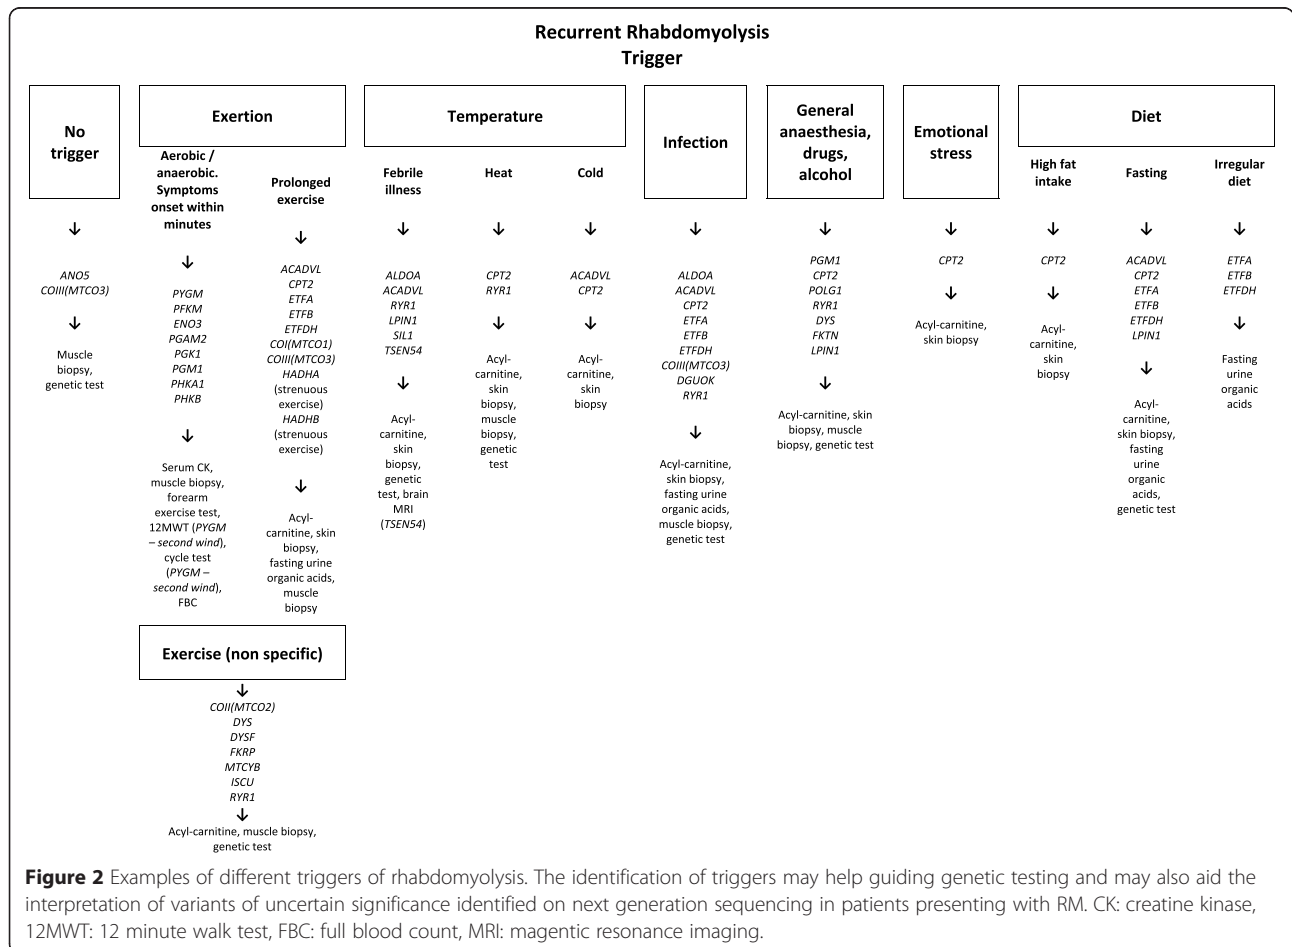 Recurrent Rhabdomyolysis
Trigger
No
trigger
↓
ANO5
COIII(MTCO3)
↓
Muscle
biopsy,
genetic test
Exertion
Aerobic /
anaerobic.
Symptoms
onset within
minutes
↓
PYGM
PFKM
ENO3
PGAM2
PGK1
PGM1
PHKA1
PHKB
↓
Serum CK,
muscle biopsy,
forearm
exercise test,
12MWT (PYGM
– second wind),
cycle test
(PYGM –
second wind),
FBC
Prolonged
exercise
↓
ACADVL
CPT2
ETFA
ETFB
ETFDH
COI(MTCO1)
COIII(MTCO3)
HADHA
(strenuous
exercise)
HADHB
(strenuous
exercise)
↓
Acyl-
carnitine, skin
biopsy,
fasting urine
organic acids,
muscle
biopsy
Exercise (non specific)
↓
COII(MTCO2)
DYS
DYSF
FKRP
MTCYB
ISCU
RYR1
↓
Acyl-carnitine, muscle biopsy,
genetic test
Temperature
Febrile
illness
↓
ALDOA
ACADVL
RYR1
LPIN1
SIL1
TSEN54
↓
Acyl-
carnitine,
skin
biopsy,
genetic
test, brain
MRI
(TSEN54)
Heat
↓
CPT2
RYR1
↓
Acyl-
carnitine,
skin
biopsy,
muscle
biopsy,
genetic
test
Cold
↓
ACADVL
CPT2
↓
Acyl-
carnitine,
skin
biopsy
Infection
↓
ALDOA
ACADVL
CPT2
ETFA
ETFB
ETFDH
COIII(MTCO3)
DGUOK
RYR1
↓
Acyl-carnitine,
skin biopsy,
fasting urine
organic acids,
muscle biopsy,
genetic test
General
anaesthesia,
drugs,
alcohol
↓
PGM1
CPT2
POLG1
RYR1
DYS
FKTN
LPIN1
↓
Acyl-carnitine, skin
biopsy, muscle
biopsy, genetic test
Emotional
stress
↓
CPT2
↓
Acyl-carnitine,
skin biopsy
Diet
High fat
intake
↓
CPT2
↓
Acyl-
carnitine,
skin
biopsy
Fasting
↓
ACADVL
CPT2
ETFA
ETFB
ETFDH
LPIN1
↓
Acyl-
carnitine,
skin biopsy,
fasting
urine
organic
acids,
genetic test
Irregular
diet
↓
ETFA
ETFB
ETFDH
↓
Fasting
urine
organic
acids
Figure 2 Examples of different triggers of rhabdomyolysis. The identification of triggers may help guiding genetic testing and may also aid the
interpretation of variants of uncertain significance identified on next generation sequencing in patients presenting with RM. CK: creatine kinase,
12MWT: 12 minute walk test, FBC: full blood count, MRI: magentic resonance imaging.